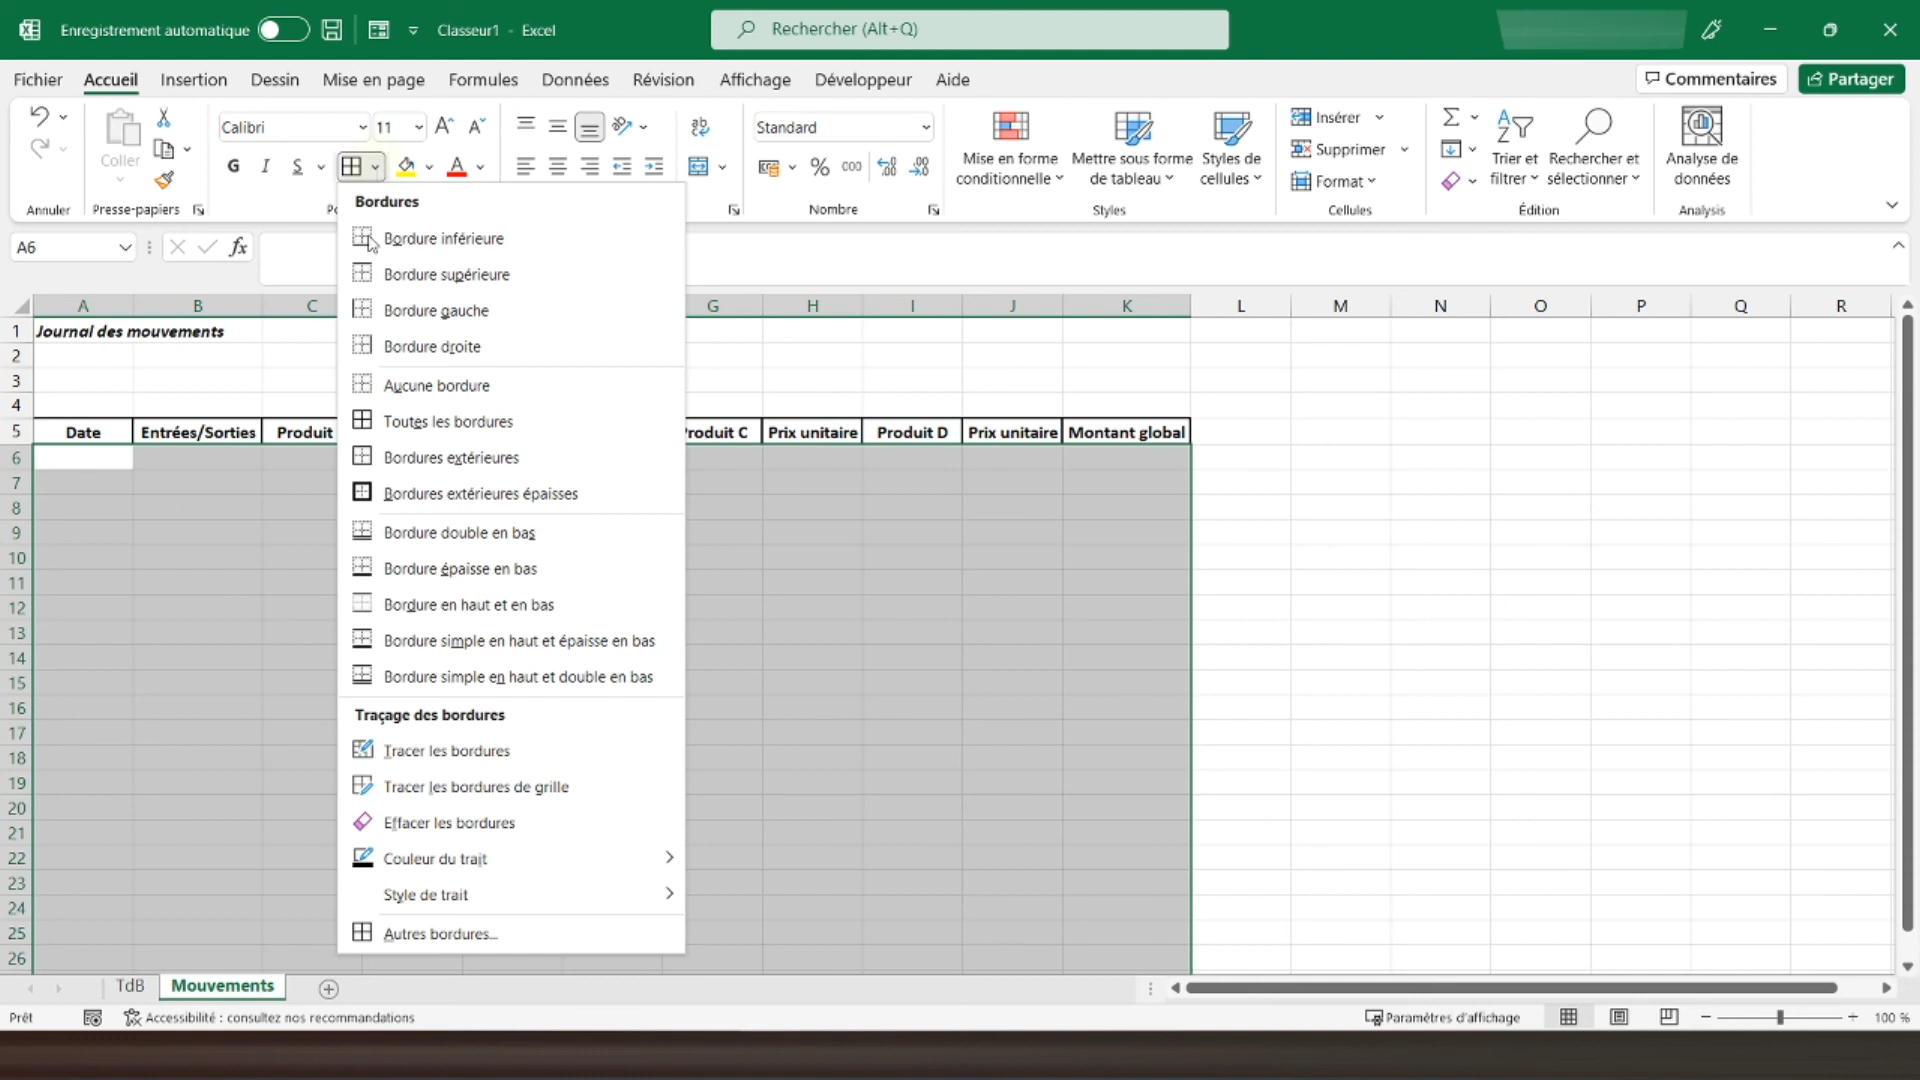 Enregistrement automatique
Classeur1 - Excel
Rechercher (Alt+Q)
Fichier Accueil Insertion Dessin Mise en page Formules Données Révision Affichage Développeur Aide
Commentaires Partager
Coller
Calibri 11
G I S
Standard
% 000
Mise en forme conditionnelle
Mettre sous forme de tableau
Styles de cellules
Insérer
Supprimer
Format
Trier et filtrer
Rechercher et sélectionner
Analyse de données
Annuler Presse-papiers Nombre Styles Cellules Édition Analysis
A6 fx
Bordures
Bordure inférieure
Bordure supérieure
Bordure gauche
Bordure droite
Aucune bordure
Toutes les bordures
Bordures extérieures
Bordures extérieures épaisses
Bordure double en bas
Bordure épaisse en bas
Bordure en haut et en bas
Bordure simple en haut et épaisse en bas
Bordure simple en haut et double en bas
Traçage des bordures
Tracer les bordures
Tracer les bordures de grille
Effacer les bordures
Couleur du trait
Style de trait
Autres bordures...
A B C G H I J K L M N O P Q R
1 Journal des mouvements
2
3
4
5 Date Entrées/Sorties Produit roduit C Prix unitaire Produit D Prix unitaire Montant global
6
7
8
9
10
11
12
13
14
15
16
17
18
19
20
21
22
23
24
25
26
TdB Mouvements
Prêt
Accessibilité : consultez nos recommandations
Paramètres d'affichage
100 %